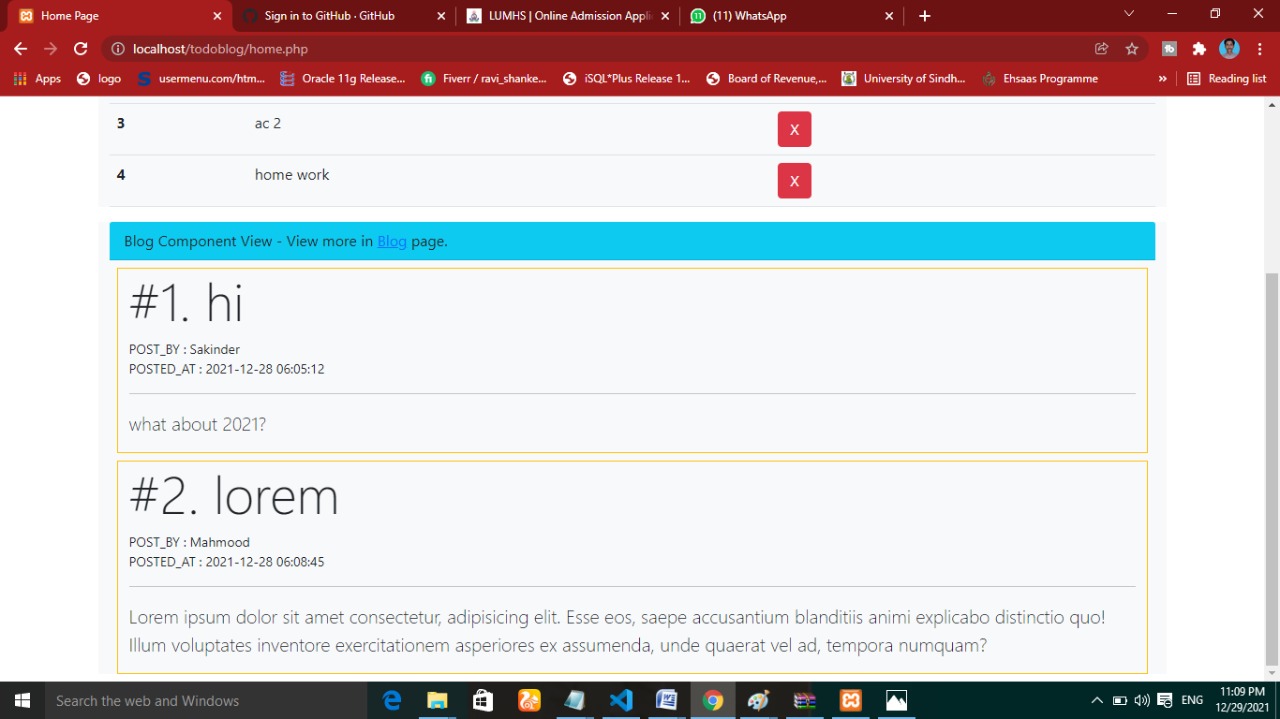 Home Page
Sign in to GitHub · GitHub
LUMHS | Online Admission Appli
(11) WhatsApp
localhost/todoblog/home.php
Apps
logo
usermenu.com/htm...
Oracle 11g Release...
Fiverr / ravi_shanke...
iSQL*Plus Release 1...
Board of Revenue,...
University of Sindh...
Ehsaas Programme
»
Reading list
3 ac 2 X
4 home work X
Blog Component View - View more in Blog page.
#1. hi
POST_BY : Sakinder
POSTED_AT : 2021-12-28 06:05:12
what about 2021?
#2. lorem
POST_BY : Mahmood
POSTED_AT : 2021-12-28 06:08:45
Lorem ipsum dolor sit amet consectetur, adipisicing elit. Esse eos, saepe accusantium blanditiis animi explicabo distinctio quo!
Illum voluptates inventore exercitationem asperiores ex assumenda, unde quaerat vel ad, tempora numquam?
Search the web and Windows
ENG
11:09 PM
12/29/2021